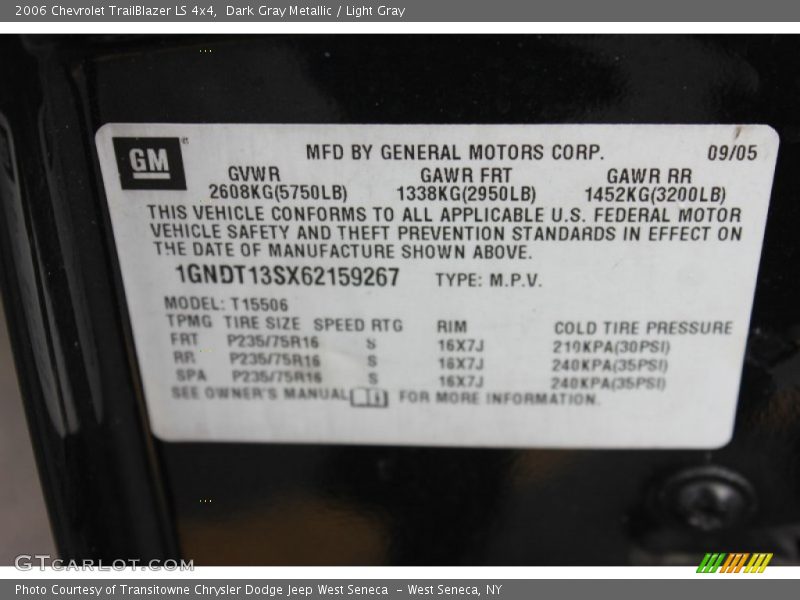 2006 Chevrolet TrailBlazer LS 4x4,  Dark Gray Metallic / Light Gray
GM
MFD BY GENERAL MOTORS CORP.
09/05
GVWR GAWR FRT GAWR RR
2608KG(5750LB) 1338KG(2950LB) 1452KG(3200LB)
THIS VEHICLE CONFORMS TO ALL APPLICABLE U.S. FEDERAL MOTOR
VEHICLE SAFETY AND THEFT PREVENTION STANDARDS IN EFFECT ON
THE DATE OF MANUFACTURE SHOWN ABOVE.
1GNDT13SX62159267 TYPE: M.P.V.
MODEL: T15506
TPMG TIRE SIZE SPEED RTG RIM COLD TIRE PRESSURE
FRT P235/75R16 S 16X7J 210KPA(30PSI)
RR P235/75R16 S 16X7J 240KPA(35PSI)
SPA P235/75R16 S 16X7J 240KPA(35PSI)
SEE OWNER'S MANUAL FOR MORE INFORMATION.
GTCARLOT.COM
Photo Courtesy of Transitowne Chrysler Dodge Jeep West Seneca  - West Seneca, NY